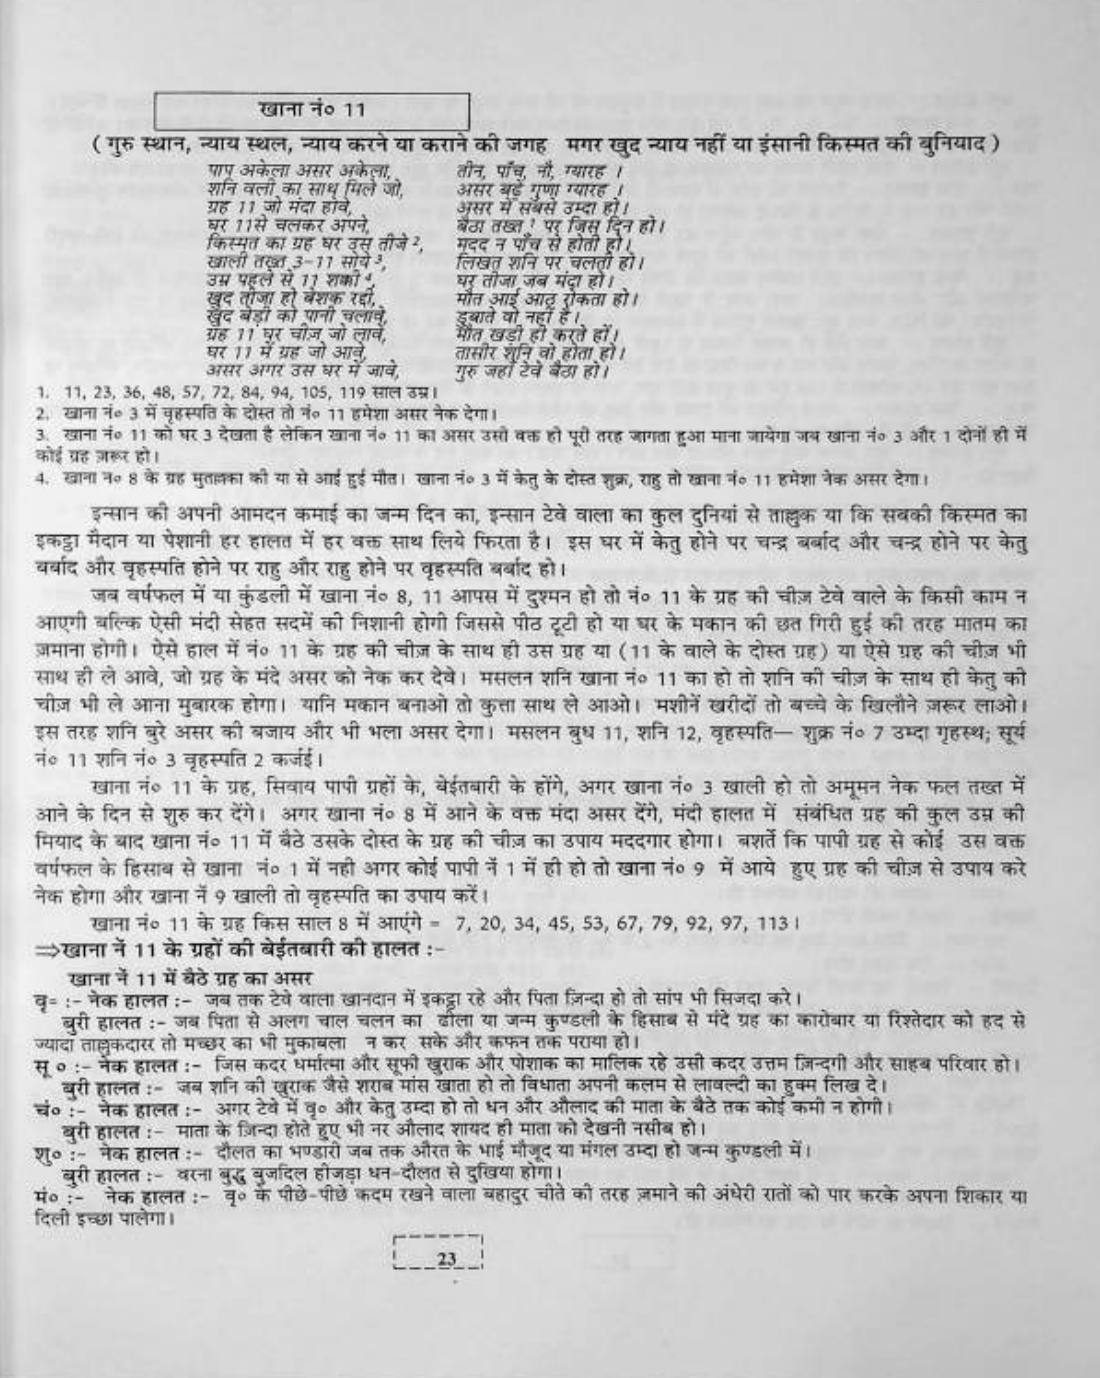 खाना नं० 11
( गुरु स्थान, न्याय स्थल, न्याय करने या कराने की जगह मगर खुद न्याय नहीं या इंसानी किस्मत की बुनियाद )
पाप अकेला असर अकेला, तीन, पाँच, नौ, ग्यारह ।
शनि वली का साथ मिले जो, असर बढ़े गुणा ग्यारह ।
ग्रह 11 जो मंदा होवे, असर में सबसे उम्दा हो।
घर 11से चलकर अपने, बैठा तख्त 1 पर जिस दिन हो।
किस्मत का ग्रह घर उस तीजे 2, मदद न पाँच से होती हो।
खाली तख्त 3-11 सोये 3, लिखत शनि पर चलती हो।
उम्र पहले से 11 शक्की 4, घर तीजा जब मंदा हो।
खुद तीजा हो बेशक रद्दी, मौत आई आठ रोकता हो।
खुद बेड़ी को पानी चलावे, डुबाते वो नहीं है।
ग्रह 11 घर चीज़ जो लावे, मौत खड़ी ही करते हों।
घर 11 में ग्रह जो आवे, तासीर शनि वो होता हो।
असर अगर उस घर में जावे, गुरु जहाँ टेवे बैठा हो।
1. 11, 23, 36, 48, 57, 72, 84, 94, 105, 119 साल उम्र।
2. खाना नं० 3 में वृहस्पति के दोस्त तो नं० 11 हमेशा असर नेक देगा।
3. खाना नं० 11 को घर 3 देखता है लेकिन खाना नं० 11 का असर उसी वक्त ही पूरी तरह जागता हुआ माना जायेगा जब खाना नं० 3 और 1 दोनों ही में
कोई ग्रह ज़रूर हो।
4. खाना न० 8 के ग्रह मुतल्लका की या से आई हुई मौत। खाना नं० 3 में केतु के दोस्त शुक्र, राहु तो खाना नं० 11 हमेशा नेक असर देगा।
इन्सान की अपनी आमदन कमाई का जन्म दिन का, इन्सान टेवे वाला का कुल दुनियां से ताल्लुक या कि सबकी किस्मत का
इकट्ठा मैदान या पेशानी हर हालत में हर वक्त साथ लिये फिरता है। इस घर में केतु होने पर चन्द्र बर्बाद और चन्द्र होने पर केतु
बर्बाद और वृहस्पति होने पर राहु और राहु होने पर वृहस्पति बर्बाद हो।
जब वर्षफल में या कुंडली में खाना नं० 8, 11 आपस में दुश्मन हो तो नं० 11 के ग्रह की चीज़ टेवे वाले के किसी काम न
आएगी बल्कि ऐसी मंदी सेहत सदमें की निशानी होगी जिससे पीठ टूटी हो या घर के मकान की छत गिरी हुई की तरह मातम का
ज़माना होगी। ऐसे हाल में नं० 11 के ग्रह की चीज़ के साथ ही उस ग्रह या (11 के वाले के दोस्त ग्रह) या ऐसे ग्रह की चीज़ भी
साथ ही ले आवे, जो ग्रह के मंदे असर को नेक कर देवे। मसलन शनि खाना नं० 11 का हो तो शनि की चीज़ के साथ ही केतु की
चीज़ भी ले आना मुबारक होगा। यानि मकान बनाओ तो कुत्ता साथ ले आओ। मशीनें खरीदों तो बच्चे के खिलौने ज़रूर लाओ।
इस तरह शनि बुरे असर की बजाय और भी भला असर देगा। मसलन बुध 11, शनि 12, वृहस्पति— शुक्र नं० 7 उम्दा गृहस्थ; सूर्य
नं० 11 शनि नं० 3 वृहस्पति 2 कर्जई।
खाना नं० 11 के ग्रह, सिवाय पापी ग्रहों के, बेईतबारी के होंगे, अगर खाना नं० 3 खाली हो तो अमूमन नेक फल तख्त में
आने के दिन से शुरु कर देंगे। अगर खाना नं० 8 में आने के वक्त मंदा असर देंगे, मंदी हालत में संबंधित ग्रह की कुल उम्र की
मियाद के बाद खाना नं० 11 में बैठे उसके दोस्त के ग्रह की चीज़ का उपाय मददगार होगा। बशर्ते कि पापी ग्रह से कोई उस वक्त
वर्षफल के हिसाब से खाना नं० 1 में नही अगर कोई पापी नें 1 में ही हो तो खाना नं० 9 में आये हुए ग्रह की चीज़ से उपाय करे
नेक होगा और खाना नें 9 खाली तो वृहस्पति का उपाय करें।
खाना नं० 11 के ग्रह किस साल 8 में आएंगे = 7, 20, 34, 45, 53, 67, 79, 92, 97, 113।
⇒खाना नें 11 के ग्रहों की बेईतबारी की हालत :-
खाना नें 11 में बैठे ग्रह का असर
वृ= :- नेक हालत :- जब तक टेवे वाला खानदान में इकट्ठा रहे और पिता ज़िन्दा हो तो सांप भी सिजदा करे।
बुरी हालत :- जब पिता से अलग चाल चलन का ढीला या जन्म कुण्डली के हिसाब से मंदे ग्रह का कारोबार या रिश्तेदार को हद से
ज्यादा ताल्लुकदारर तो मच्छर का भी मुकाबला न कर सके और कफन तक पराया हो।
सू ० :- नेक हालत :- जिस कदर धर्मात्मा और सूफी खुराक और पोशाक का मालिक रहे उसी कदर उत्तम ज़िन्दगी और साहब परिवार हो।
बुरी हालत :- जब शनि की खुराक जैसे शराब मांस खाता हो तो विधाता अपनी कलम से लावल्दी का हुक्म लिख दे।
चं० :- नेक हालत :- अगर टेवे में वृ० और केतु उम्दा हो तो धन और औलाद की माता के बैठे तक कोई कमी न होगी।
बुरी हालत :- माता के ज़िन्दा होते हुए भी नर औलाद शायद ही माता को देखनी नसीब हो।
शु० :- नेक हालत :- दौलत का भण्डारी जब तक औरत के भाई मौजूद या मंगल उम्दा हो जन्म कुण्डली में।
बुरी हालत :- वरना बुद्ध बुजदिल हीजड़ा धन-दौलत से दुखिया होगा।
मं० :- नेक हालत :- वृ० के पीछे-पीछे कदम रखने वाला बहादुर चीते की तरह ज़माने की अंधेरी रातों को पार करके अपना शिकार या
दिली इच्छा पालेगा।
23